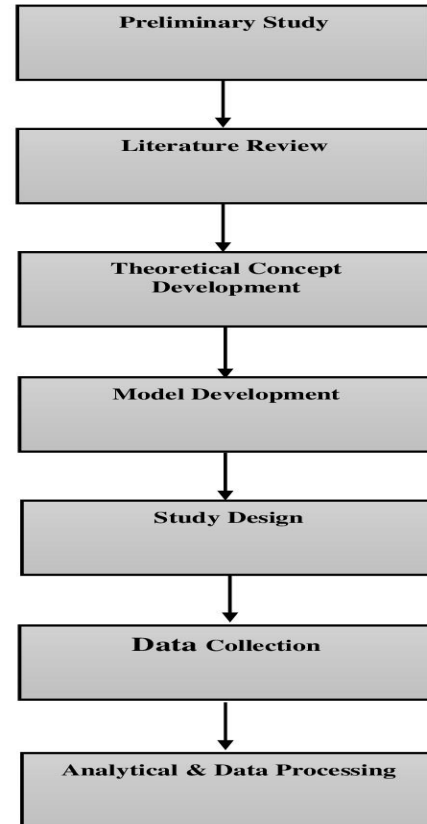 Preliminary Study
Literature Review
Theoretical Concept
Development
Model Development
Study Design
Data Collection
Analytical & Data Processing